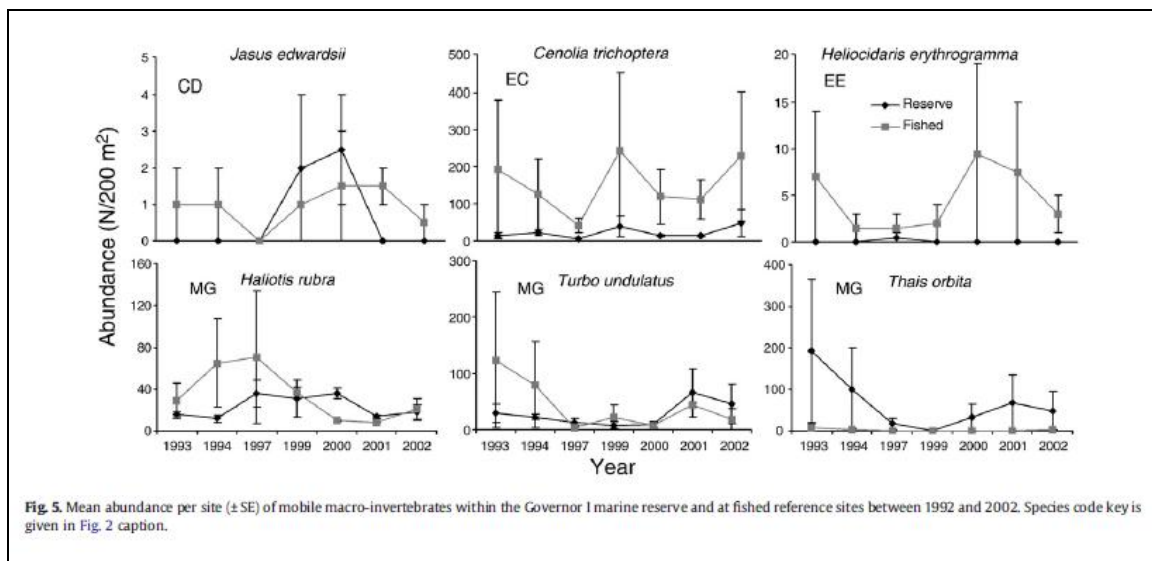 Jasus edwardsii
Cenolia trichoptera
Heliocidaris erythrogramma
5
4
3
2
1
0
CD
500
400
300
200
100
0
EC
20
15
10
5
0
EE
Reserve
Fished
Abundance (N/200 m²)
Haliotis rubra
Turbo undulatus
Thais orbita
160
120
80
40
0
MG
300
200
100
0
MG
400
300
200
100
0
MG
1993 1994 1997 1999 2000 2001 2002
1993 1994 1997 1999 2000 2001 2002
1993 1994 1997 1999 2000 2001 2002
Year
Fig. 5. Mean abundance per site (±SE) of mobile macro-invertebrates within the Governor I marine reserve and at fished reference sites between 1992 and 2002. Species code key is
given in Fig. 2 caption.